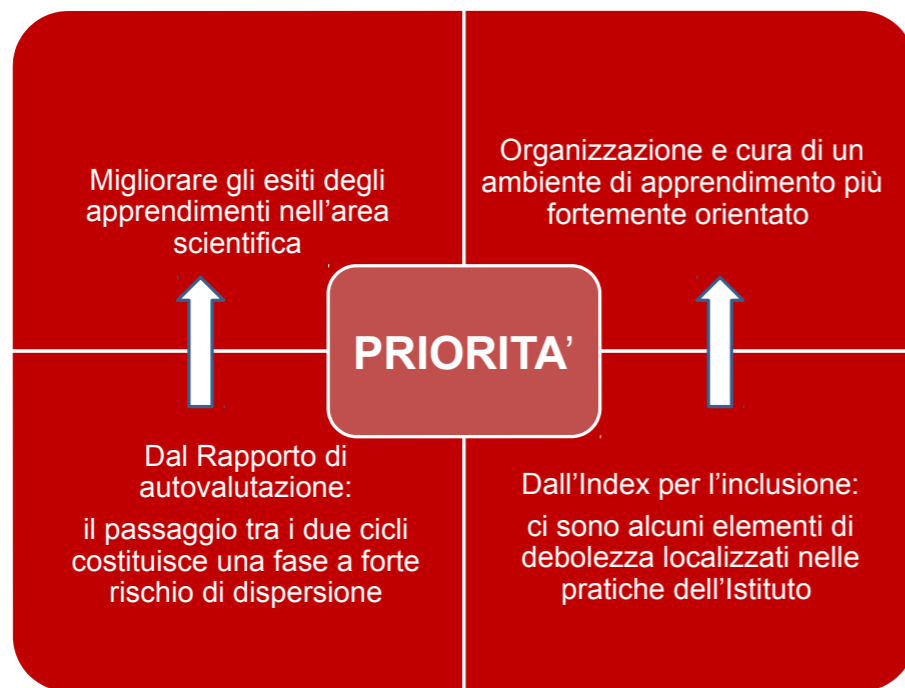 Migliorare gli esiti degli
apprendimenti nell’area
scientifica
Organizzazione e cura di un
ambiente di apprendimento più
fortemente orientato
PRIORITA’
Dal Rapporto di
autovalutazione:
il passaggio tra i due cicli
costituisce una fase a forte
rischio di dispersione
Dall’Index per l’inclusione:
ci sono alcuni elementi di
debolezza localizzati nelle
pratiche dell’Istituto